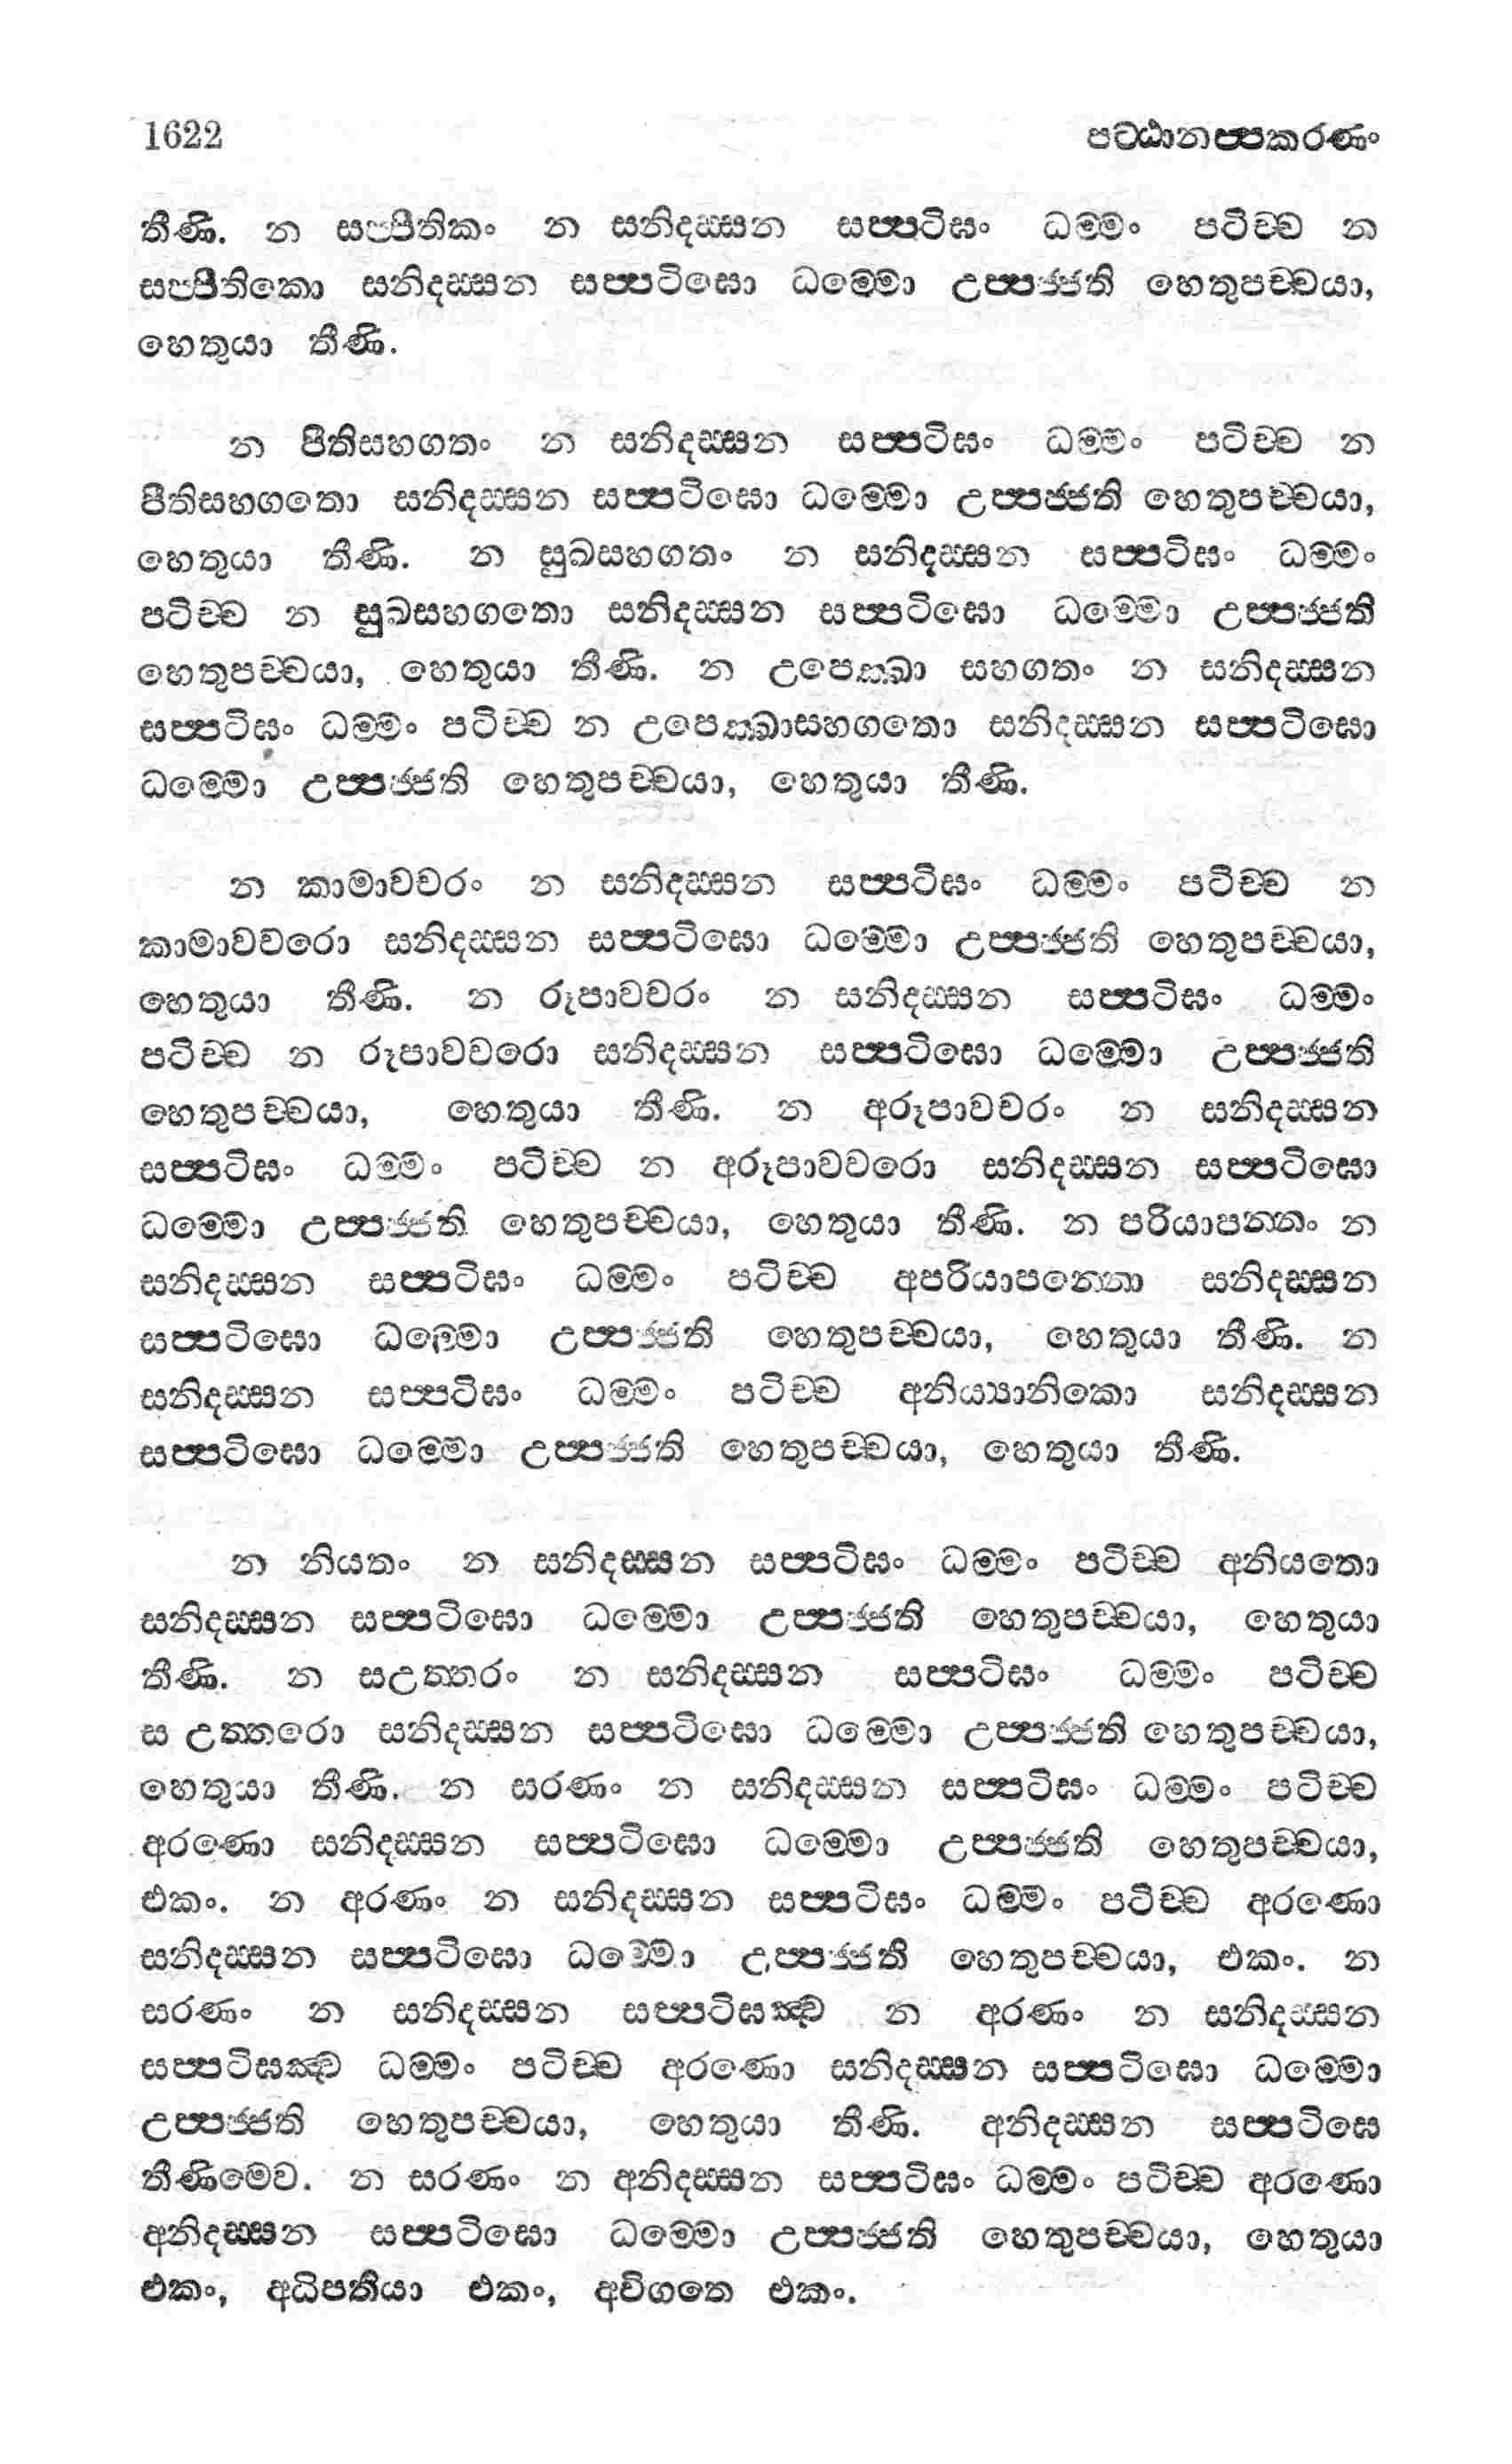 1622 පට්ඨානප්පකරණං
තීණි. න සප්පීතිකං න සනිදස්සන සප්පටිඝං ධම්මං පටිච්ච න
සප්පීතිකො සනිදස්සන සප්පටිඝො ධම්මො උප්පජ්ජති හෙතුපච්චයා,
හෙතුයා තීණි.
න පීතිසහගතං න සනිදස්සන සප්පටිඝං ධම්මං පටිච්ච න
පීතිසහගතො සනිදස්සන සප්පටිඝො ධම්මො උප්පජ්ජති හෙතුපච්චයා,
හෙතුයා තීණි. න සුඛසහගතං න සනිදස්සන සප්පටිඝං ධම්මං
පටිච්ච න සුඛසහගතො සනිදස්සන සප්පටිඝො ධම්මො උප්පජ්ජති
හෙතුපච්චයා, හෙතුයා තීණි. න උපෙක්ඛා සහගතං න සනිදස්සන
සප්පටිඝං ධම්මං පටිච්ච න උපෙක්ඛාසහගතො සනිදස්සන සප්පටිඝො
ධම්මො උප්පජ්ජති හෙතුපච්චයා, හෙතුයා තීණි.
න කාමාවචරං න සනිදස්සන සප්පටිඝං ධම්මං පටිච්ච න
කාමාවචරො සනිදස්සන සප්පටිඝො ධම්මො උප්පජ්ජති හෙතුපච්චයා,
හෙතුයා තීණි. න රූපාවචරං න සනිදස්සන සප්පටිඝං ධම්මං
පටිච්ච න රූපාවචරො සනිදස්සන සප්පටිඝො ධම්මො උප්පජ්ජති
හෙතුපච්චයා, හෙතුයා තීණි. න අරූපාවචරං න සනිදස්සන
සප්පටිඝං ධම්මං පටිච්ච න අරූපාවචරො සනිදස්සන සප්පටිඝො
ධම්මො උප්පජ්ජති හෙතුපච්චයා, හෙතුයා තීණි. න පරියාපන්නං න
සනිදස්සන සප්පටිඝං ධම්මං පටිච්ච අපරියාපන්නො සනිදස්සන
සප්පටිඝො ධම්මො උප්පජ්ජති හෙතුපච්චයා, හෙතුයා තීණි. න
සනිදස්සන සප්පටිඝං ධම්මං පටිච්ච අනිය්‍යානිකො සනිදස්සන
සප්පටිඝො ධම්මො උප්පජ්ජති හෙතුපච්චයා, හෙතුයා තීණි.
න නියතං න සනිදස්සන සප්පටිඝං ධම්මං පටිච්ච අනියතො
සනිදස්සන සප්පටිඝො ධම්මො උප්පජ්ජති හෙතුපච්චයා, හෙතුයා
තීණි. න සඋත්තරං න සනිදස්සන සප්පටිඝං ධම්මං පටිච්ච
ස උත්තරො සනිදස්සන සප්පටිඝො ධම්මො උප්පජ්ජති හෙතුපච්චයා,
හෙතුයා තීණි. න සරණං න සනිදස්සන සප්පටිඝං ධම්මං පටිච්ච
අරණො සනිදස්සන සප්පටිඝො ධම්මො උප්පජ්ජති හෙතුපච්චයා,
එකං. න අරණං න සනිදස්සන සප්පටිඝං ධම්මං පටිච්ච අරණො
සනිදස්සන සප්පටිඝො ධම්මො උප්පජ්ජති හෙතුපච්චයා, එකං. න
සරණං න සනිදස්සන සප්පටිඝඤ්ච න අරණං න සනිදස්සන
සප්පටිඝඤ්ච ධම්මං පටිච්ච අරණො සනිදස්සන සප්පටිඝො ධම්මො
උප්පජ්ජති හෙතුපච්චයා, හෙතුයා තීණි. අනිදස්සන සප්පටිඝෙ
තීණිමෙව. න සරණං න අනිදස්සන සප්පටිඝං ධම්මං පටිච්ච අරණො
අනිදස්සන සප්පටිඝො ධම්මො උප්පජ්ජති හෙතුපච්චයා, හෙතුයා
එකං, අධිපතියා එකං, අවිගතෙ එකං.